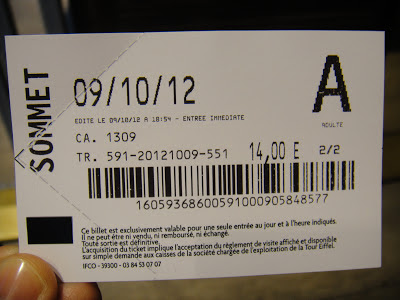 SOMMET
09/10/12
A
EDITE LE 09/10/12 A 18:54 - ENTREE IMMEDIATE
ADULTE
CA. 1309
TR. 591-20121009-551 14,00 E 2/2
16059368600591000905848577
Ce billet est exclusivement valable pour une seule entrée au jour et à l'heure indiqués.
Il ne peut être ni vendu, ni remboursé, ni échangé.
Toute sortie est définitive.
L'acquisition du ticket implique l'acceptation du règlement de visite affiché et disponible
sur simple demande aux caisses de la société chargée de l'exploitation de la Tour Eiffel.
IFCO - 39100 - 03 84 53 07 07